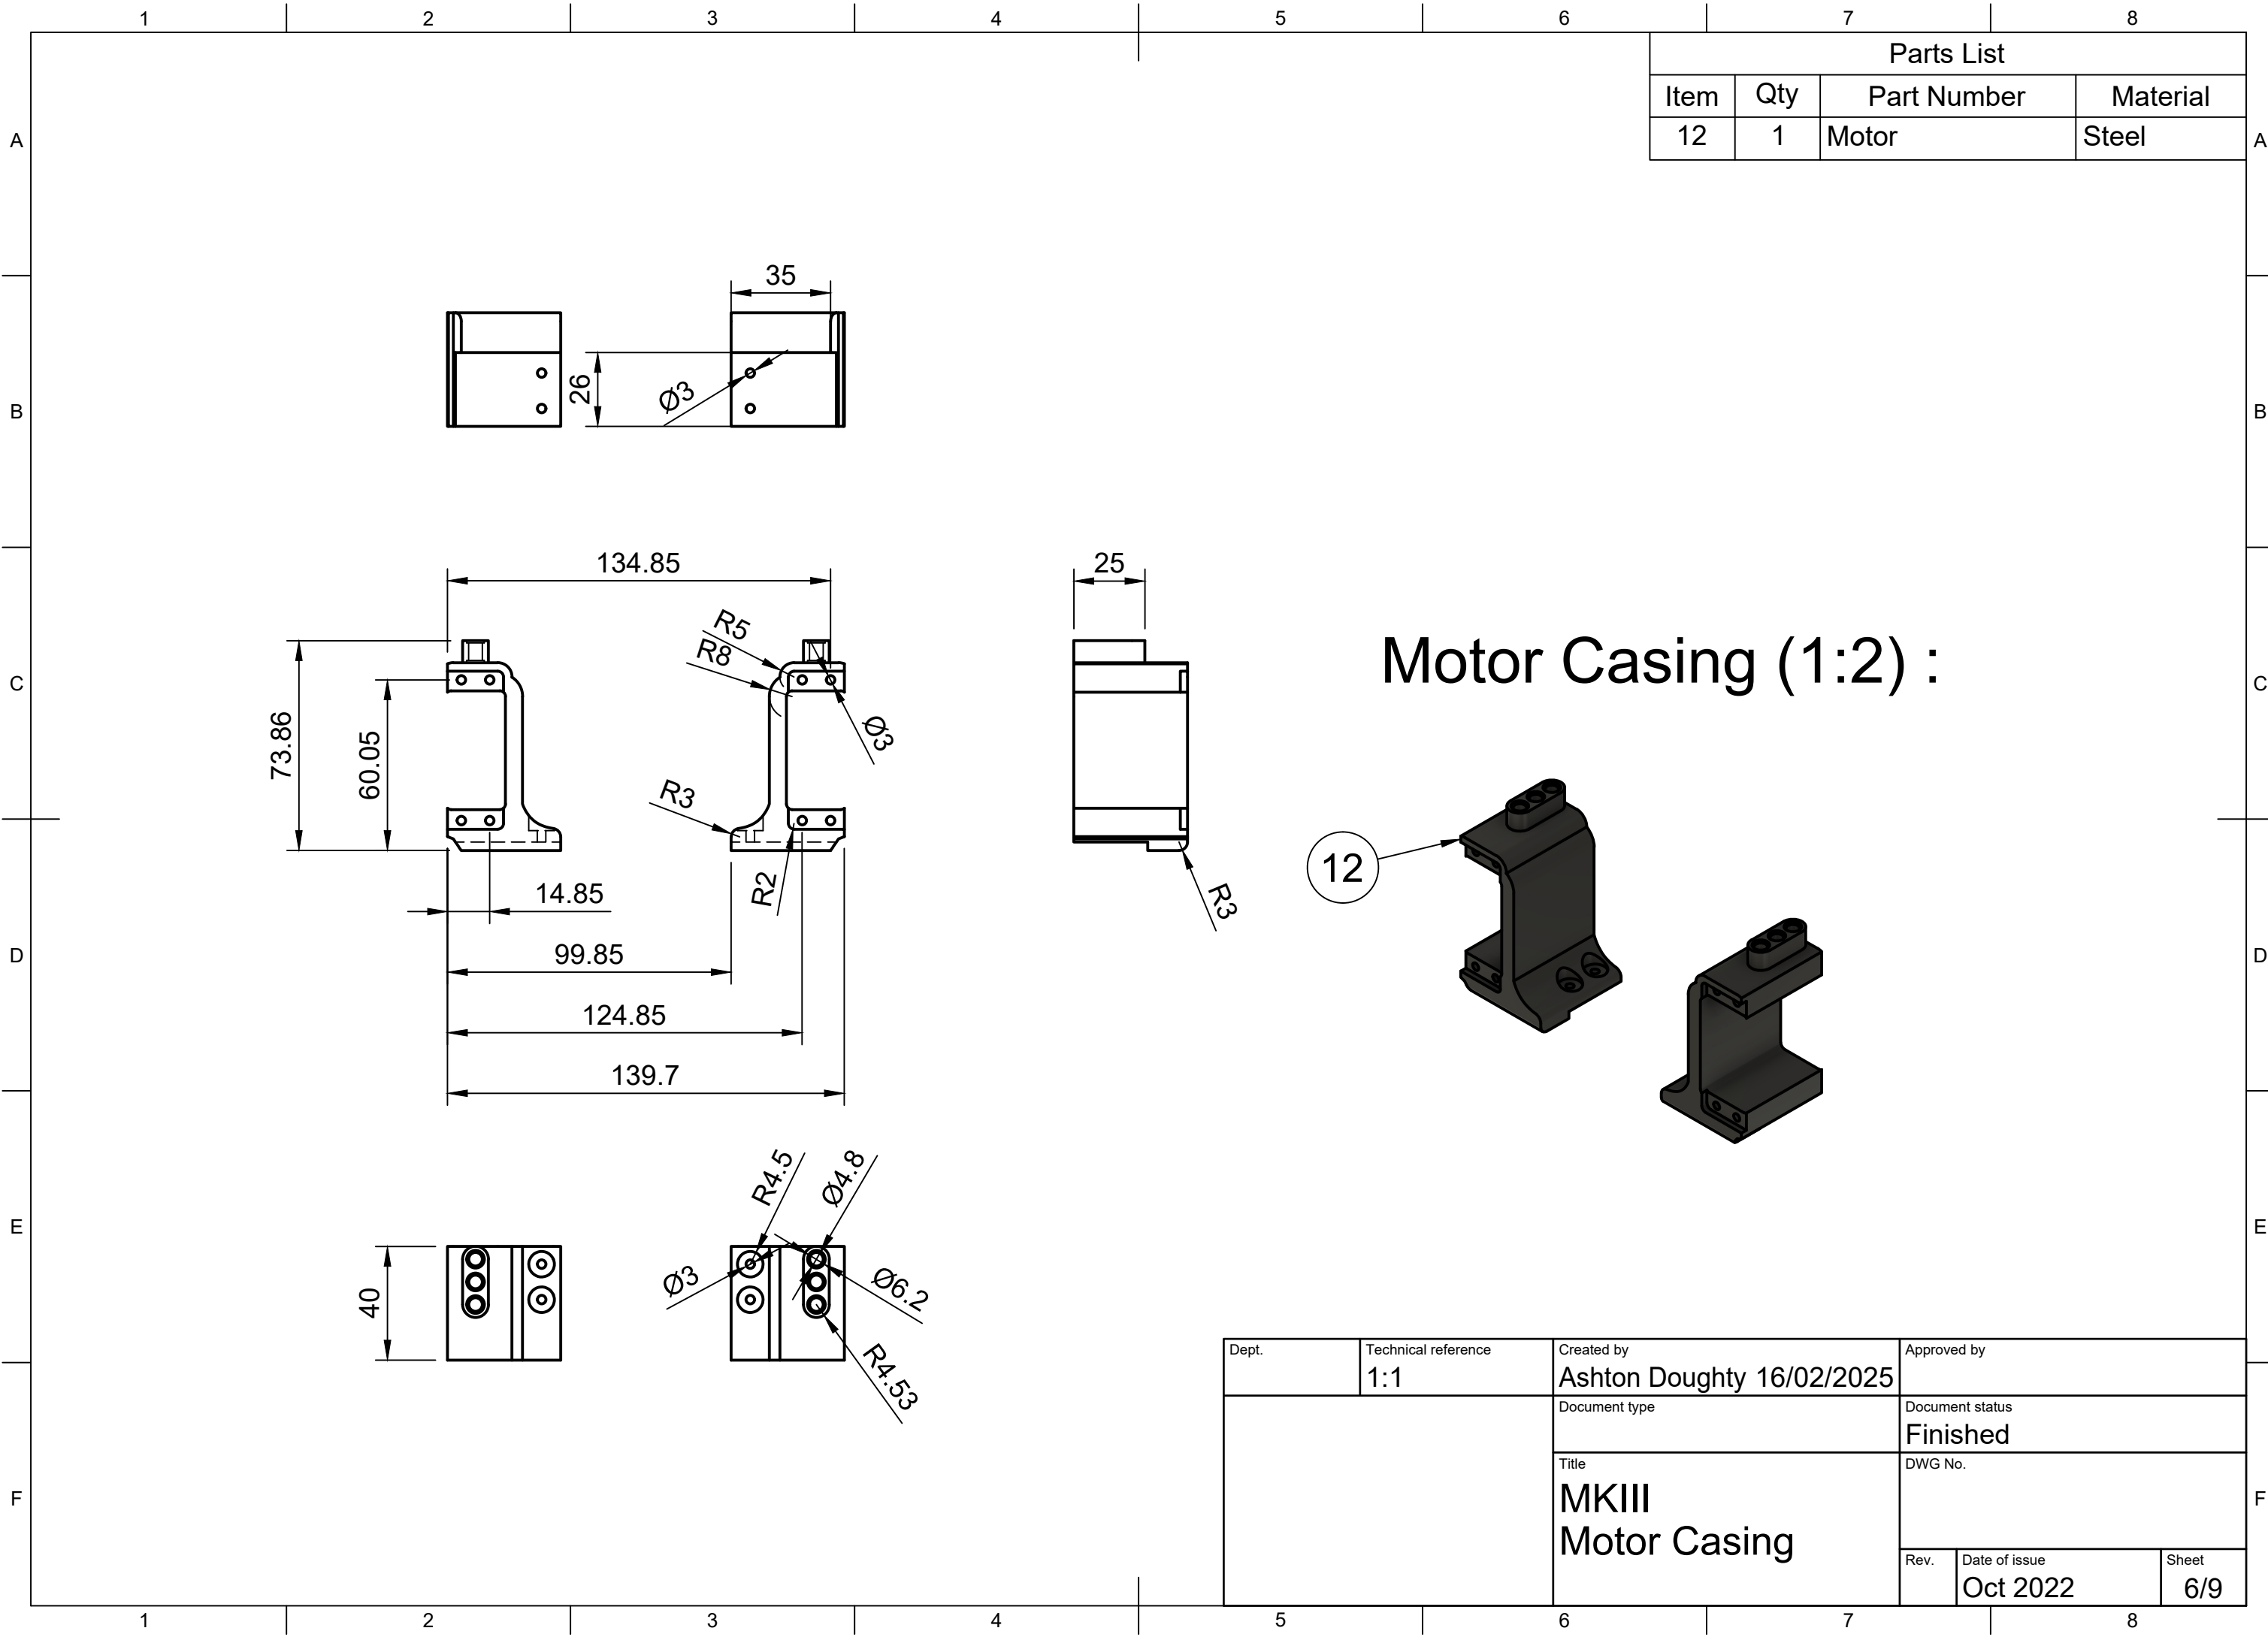 1 2 3 4 5 6 7 8
Parts List
Item Qty Part Number Material
12 1 Motor Steel
A A
35
26
Ø3
B B
134.85
25
R5
R8
Motor Casing (1:2) :
C C
73.86
60.05
Ø3
R3
12
14.85
R2
R3
99.85
D D
124.85
139.7
R4.5
Ø4.8
E E
40
Ø3
Ø6.2
R4.53
Dept. Technical reference Created by Approved by
1:1 Ashton Doughty 16/02/2025
Document type Document status
Finished
Title DWG No.
MKIII
Motor Casing
F F
Rev. Date of issue Sheet
Oct 2022 6/9
1 2 3 4 5 6 7 8